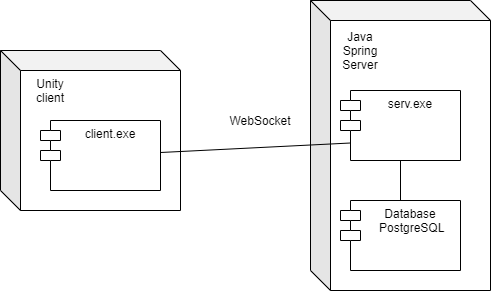 Unity
client
client.exe
WebSocket
Java
Spring
Server
serv.exe
Database
PostgreSQL